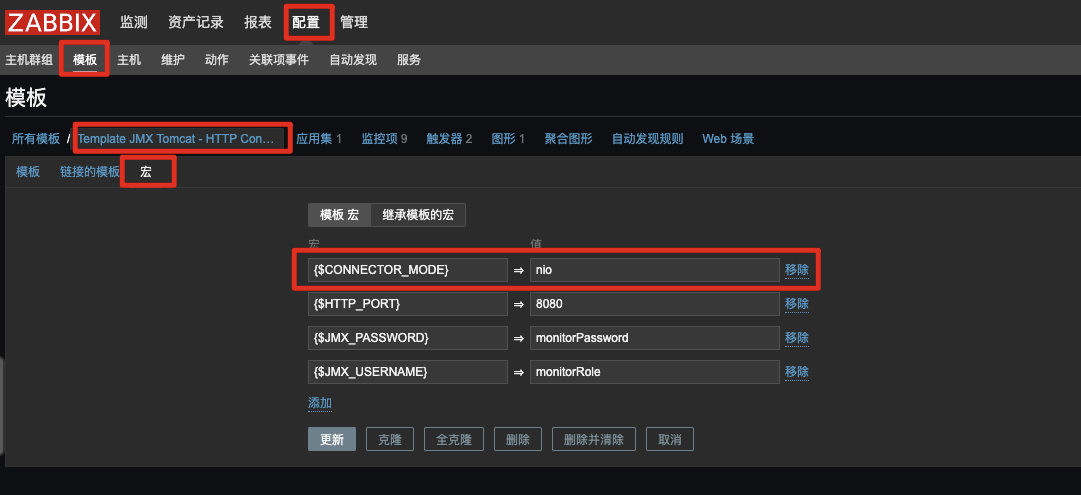 ZABBIX 监测 资产记录 报表 配置 管理
主机群组 模板 主机 维护 动作 关联项事件 自动发现 服务
模板
所有模板 / Template JMX Tomcat - HTTP Con... 应用集 1 监控项 9 触发器 2 图形 1 聚合图形 自动发现规则 Web 场景
模板 链接的模板 宏
模板 宏 继承模板的宏
宏 值
{$CONNECTOR_MODE} ⇒ nio 移除
{$HTTP_PORT} ⇒ 8080 移除
{$JMX_PASSWORD} ⇒ monitorPassword 移除
{$JMX_USERNAME} ⇒ monitorRole 移除
添加
更新 克隆 全克隆 删除 删除并清除 取消